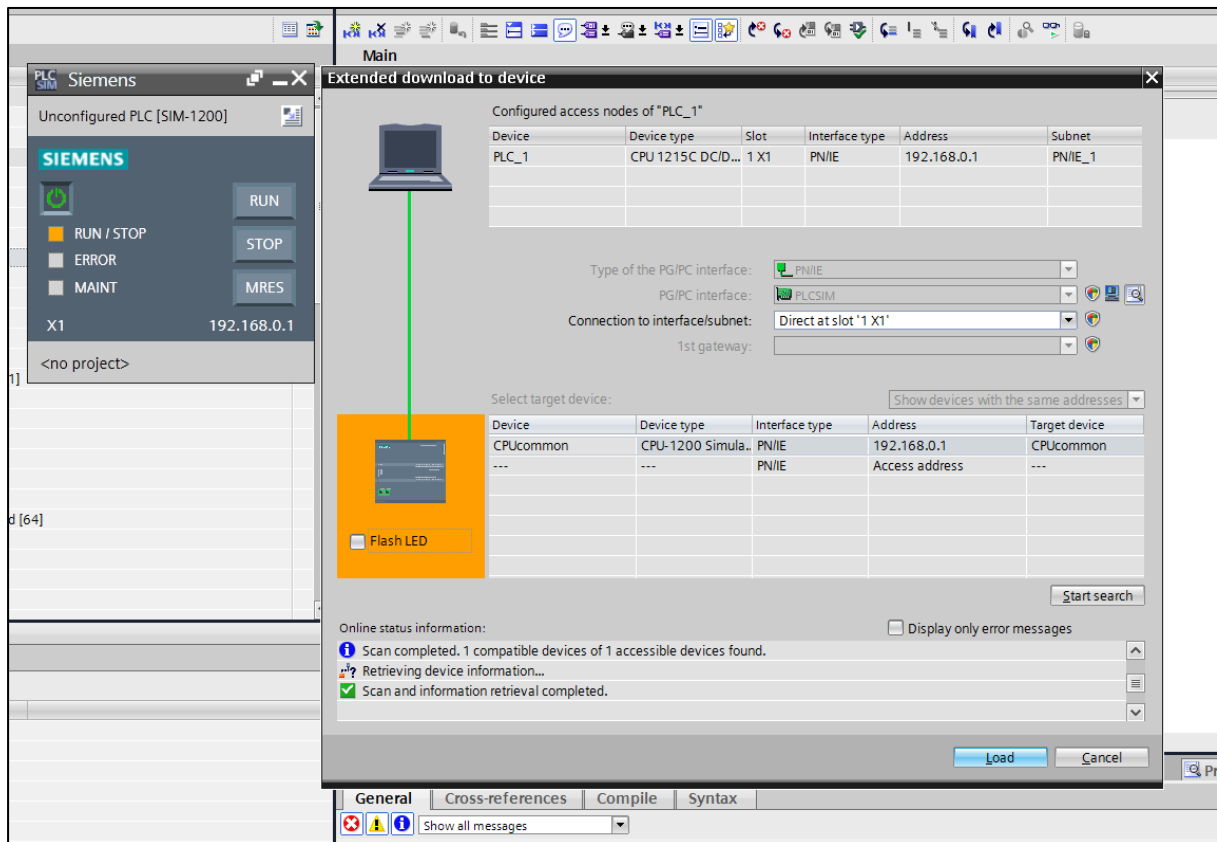 Main
PLC SIM Siemens
Unconfigured PLC [SIM-1200]
SIEMENS
RUN
RUN / STOP
STOP
ERROR
MAINT
MRES
X1 192.168.0.1
<no project>
1]
d [64]
Extended download to device
Configured access nodes of "PLC_1"
Device Device type Slot Interface type Address Subnet
PLC_1 CPU 1215C DC/D... 1 X1 PN/IE 192.168.0.1 PN/IE_1
Type of the PG/PC interface: PN/IE
PG/PC interface: PLCSIM
Connection to interface/subnet: Direct at slot '1 X1'
1st gateway:
Select target device: Show devices with the same addresses
Device Device type Interface type Address Target device
CPUcommon CPU-1200 Simula.. PN/IE 192.168.0.1 CPUcommon
--- --- PN/IE Access address ---
Flash LED
Start search
Online status information: Display only error messages
Scan completed. 1 compatible devices of 1 accessible devices found.
Retrieving device information...
Scan and information retrieval completed.
Load Cancel
Pr
General Cross-references Compile Syntax
Show all messages